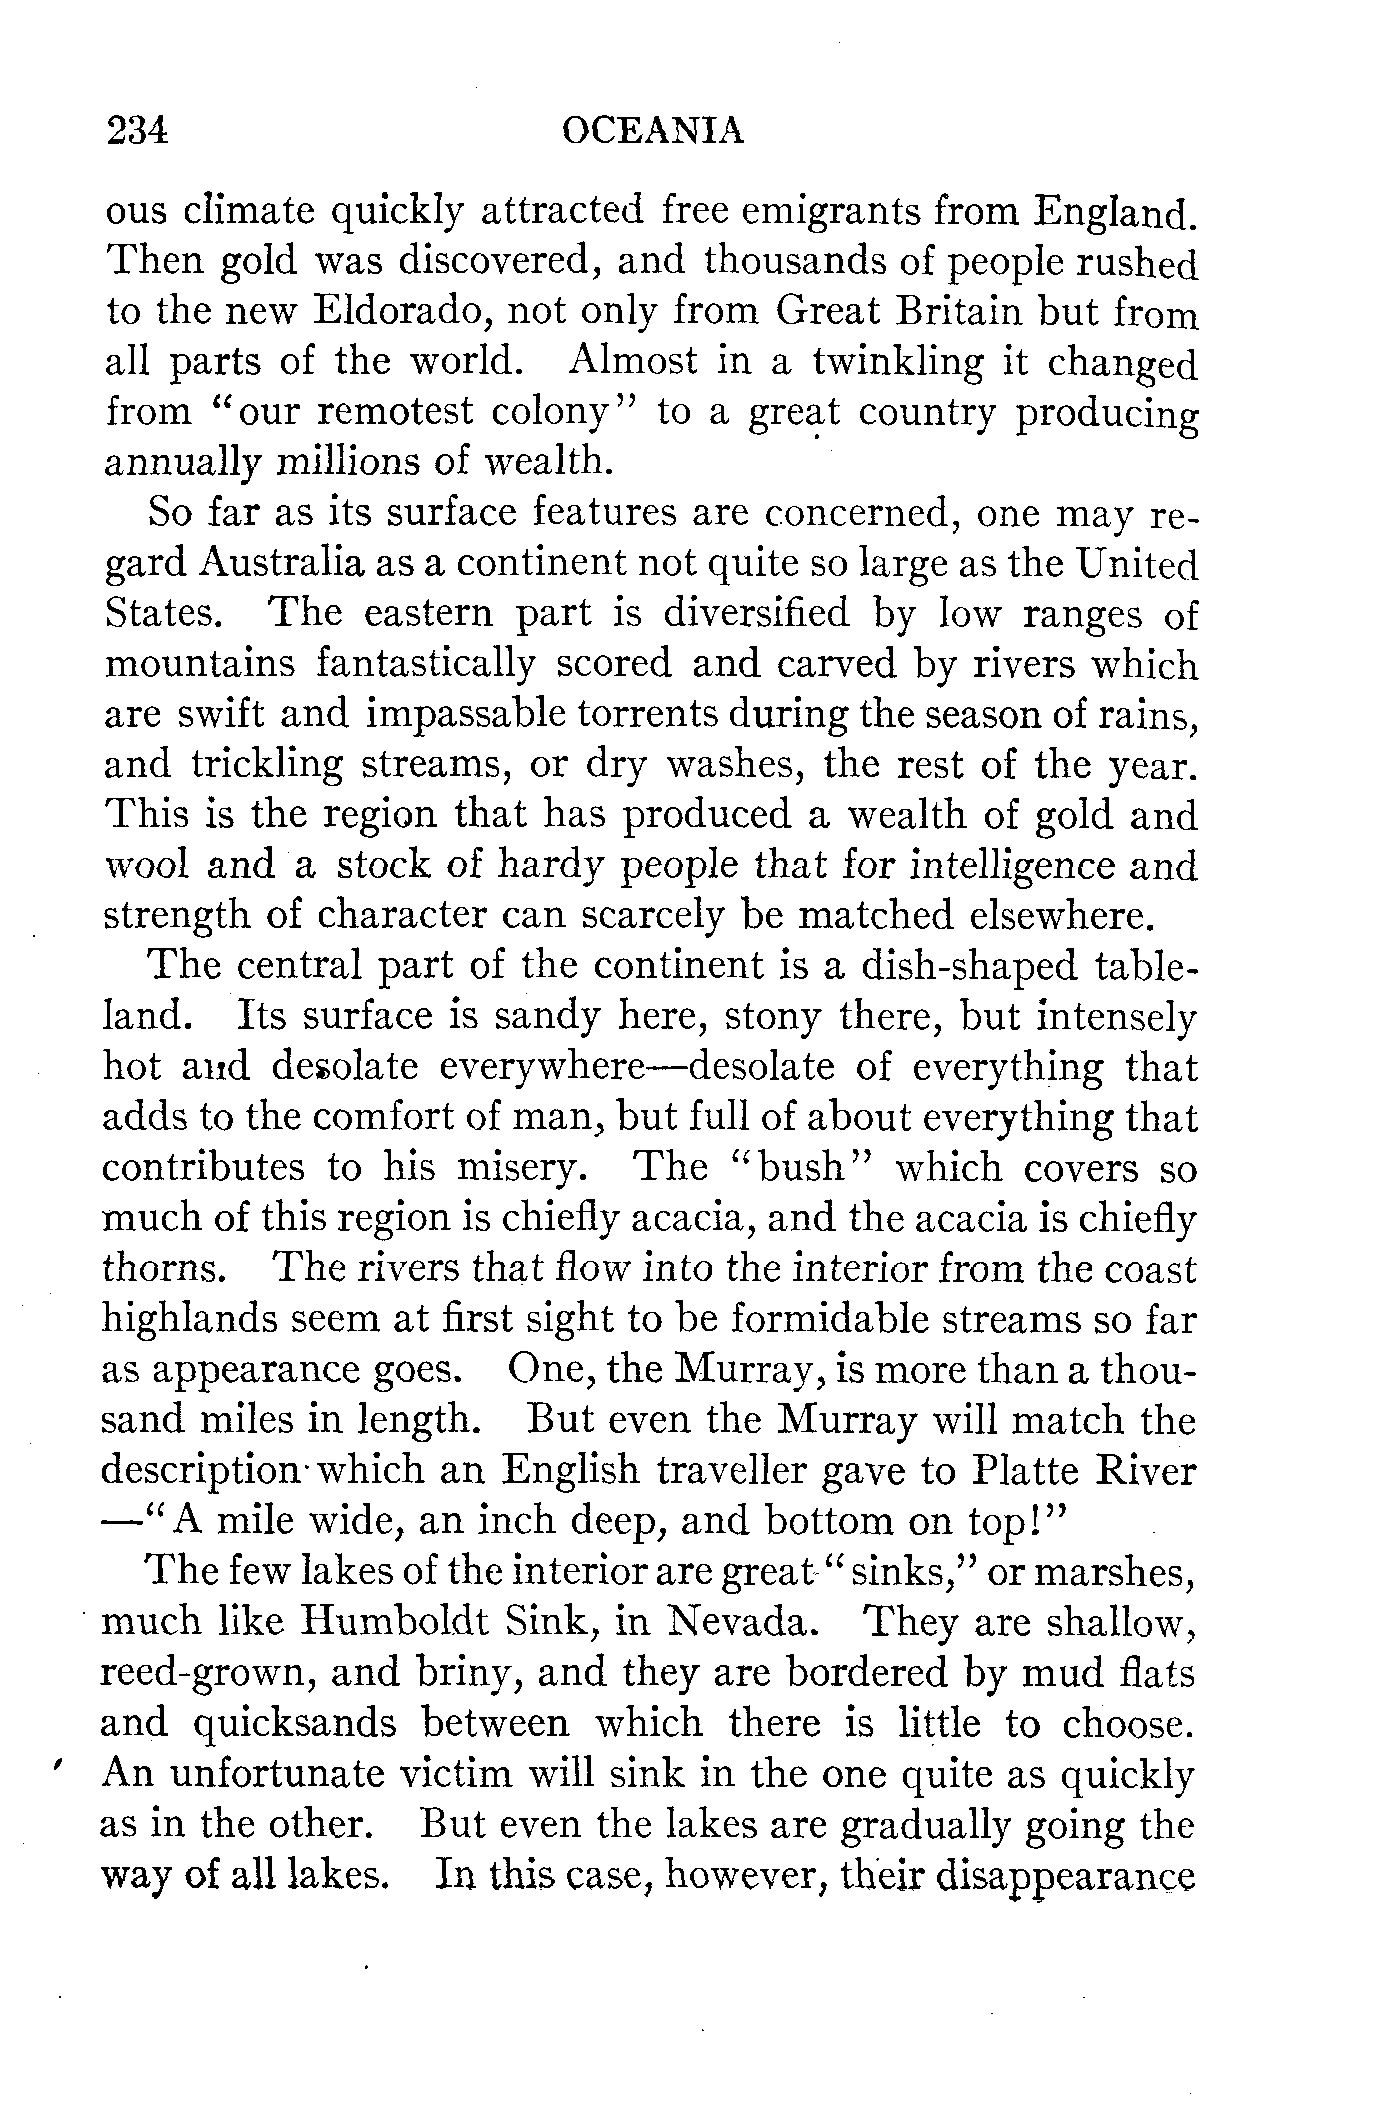 234 OCEANIA
ous climate quickly attracted free emigrants from England.
Then gold was discovered, and thousands of people rushed
to the new Eldorado, not only from Great Britain but from
all parts of the world. Almost in a twinkling it changed
from "our remotest colony" to a great country producing
annually millions of wealth.
So far as its surface features are concerned, one may re-
gard Australia as a continent not quite so large as the United
States. The eastern part is diversified by low ranges of
mountains fantastically scored and carved by rivers which
are swift and impassable torrents during the season of rains,
and trickling streams, or dry washes, the rest of the year.
This is the region that has produced a wealth of gold and
wool and a stock of hardy people that for intelligence and
strength of character can scarcely be matched elsewhere.
The central part of the continent is a dish-shaped table-
land. Its surface is sandy here, stony there, but intensely
hot and desolate everywhere—desolate of everything that
adds to the comfort of man, but full of about everything that
contributes to his misery. The "bush" which covers so
much of this region is chiefly acacia, and the acacia is chiefly
thorns. The rivers that flow into the interior from the coast
highlands seem at first sight to be formidable streams so far
as appearance goes. One, the Murray, is more than a thou-
sand miles in length. But even the Murray will match the
description which an English traveller gave to Platte River
—"A mile wide, an inch deep, and bottom on top!"
The few lakes of the interior are great "sinks," or marshes,
much like Humboldt Sink, in Nevada. They are shallow,
reed-grown, and briny, and they are bordered by mud flats
and quicksands between which there is little to choose.
An unfortunate victim will sink in the one quite as quickly
as in the other. But even the lakes are gradually going the
way of all lakes. In this case, however, their disappearance